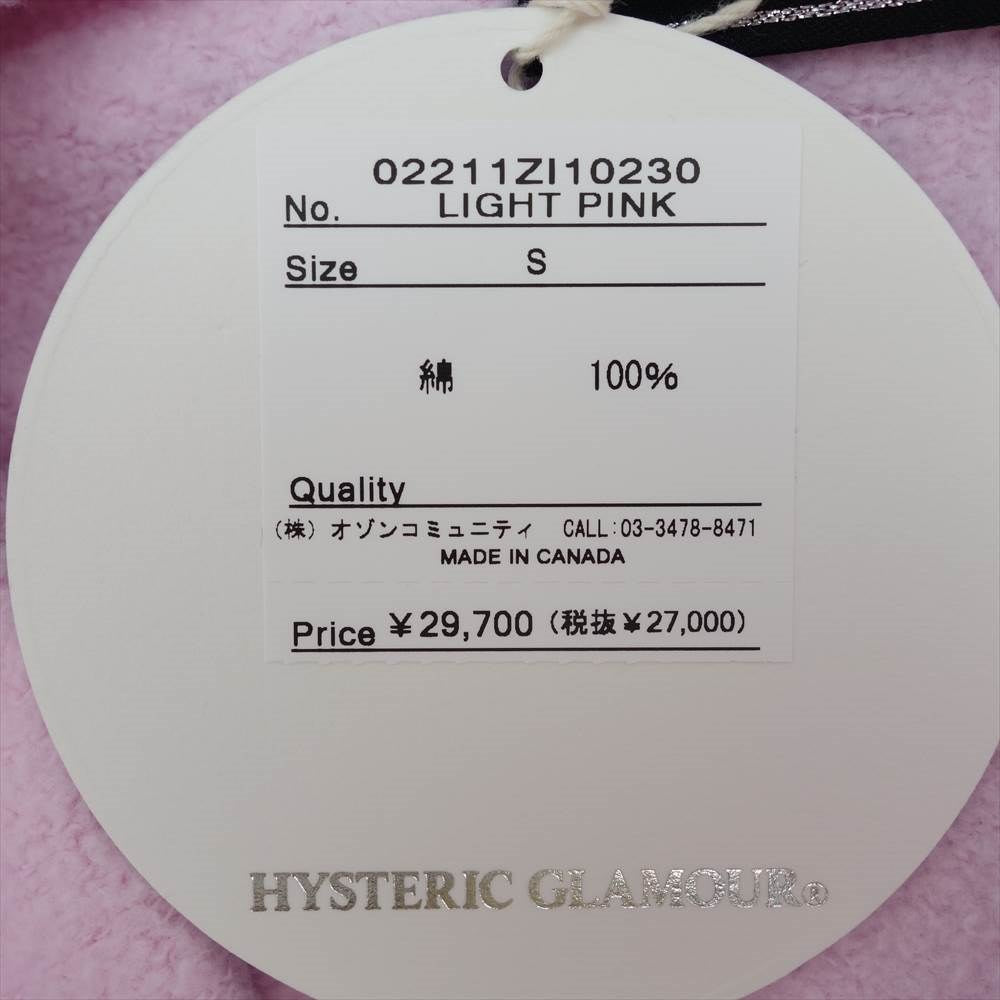 02211ZI10230
No. LIGHT PINK
Size S
綿 100%
Quality
(株)オゾンコミュニティ CALL:03-3478-8471
MADE IN CANADA
Price ¥29,700 (税抜¥27,000)
HYSTERIC GLAMOUR®